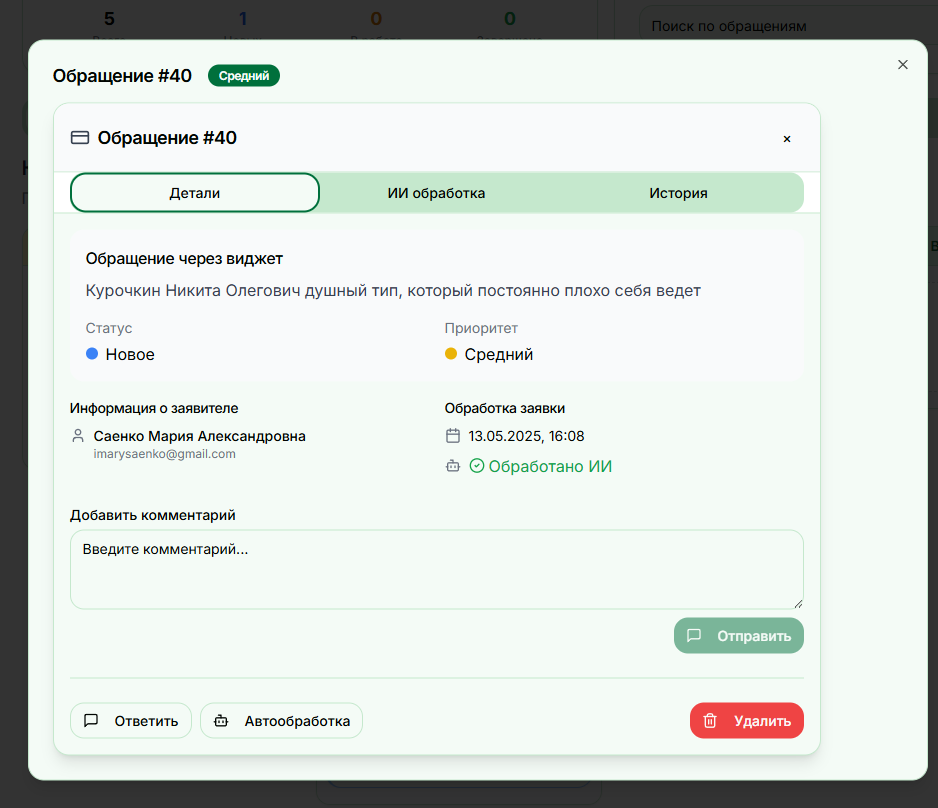 5 1 0 0
Поиск по обращениям
Обращение #40 Средний
Обращение #40
Детали ИИ обработка История
Обращение через виджет
Курочкин Никита Олегович душный тип, который постоянно плохо себя ведет
Статус Приоритет
Новое Средний
Информация о заявителе Обработка заявки
Саенко Мария Александровна 13.05.2025, 16:08
imarysaenko@gmail.com
Обработано ИИ
Добавить комментарий
Введите комментарий...
Отправить
Ответить Автообработка Удалить